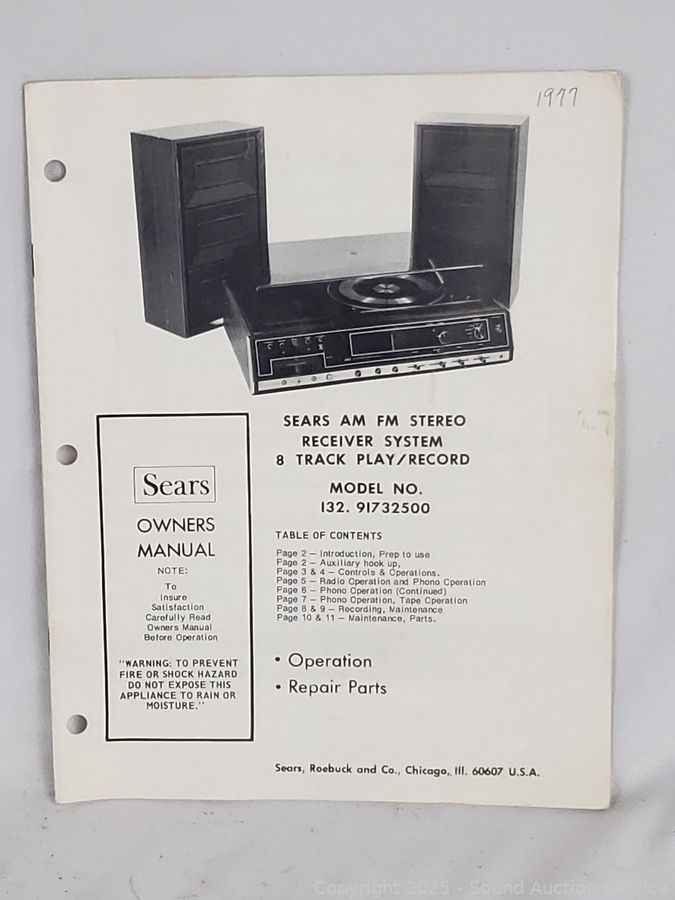 1977
SEARS AM FM STEREO
RECEIVER SYSTEM
8 TRACK PLAY/RECORD
MODEL NO.
132. 91732500
Sears
OWNERS
MANUAL
NOTE:
To
Insure
Satisfaction
Carefully Read
Owners Manual
Before Operation
"WARNING: TO PREVENT
FIRE OR SHOCK HAZARD
DO NOT EXPOSE THIS
APPLIANCE TO RAIN OR
MOISTURE."
TABLE OF CONTENTS
Page 2 — Introduction, Prep to use
Page 2 — Auxiliary hook up,
Page 3 & 4 — Controls & Operations.
Page 5 — Radio Operation and Phono Operation
Page 6 — Phono Operation (Continued)
Page 7 — Phono Operation, Tape Operation
Page 8 & 9 — Recording, Maintenance
Page 10 & 11 — Maintenance, Parts.
• Operation
• Repair Parts
Sears, Roebuck and Co., Chicago, Ill. 60607 U.S.A.
Copyright 2025 - Sound Auction Service